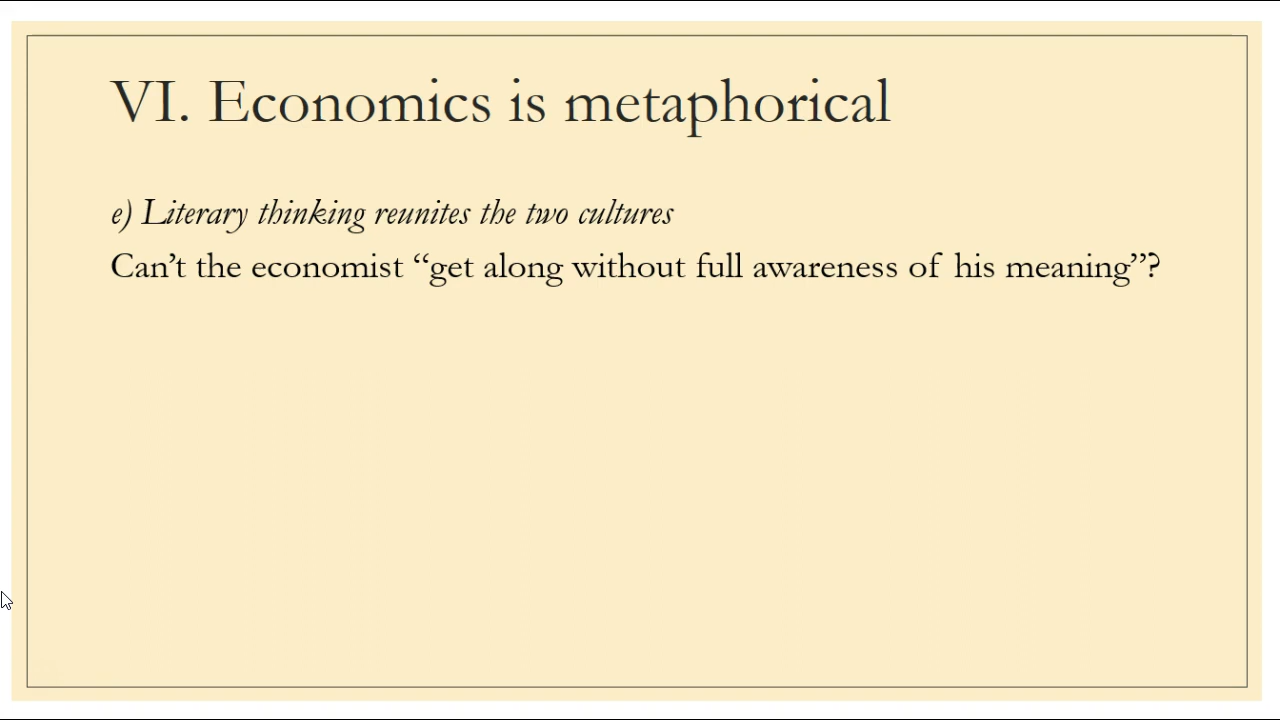 VI. Economics is metaphorical
e) Literary thinking reunites the two cultures
Can’t the economist “get along without full awareness of his meaning”?